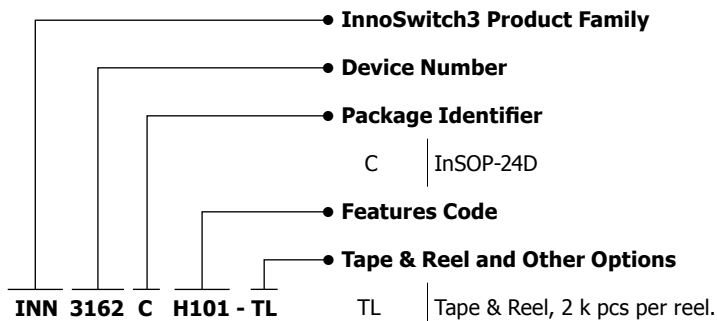 InnoSwitch3 Product Family
Device Number
Package Identifier
C InSOP-24D
Features Code
Tape & Reel and Other Options
INN 3162 C H101 - TL TL Tape & Reel, 2 k pcs per reel.